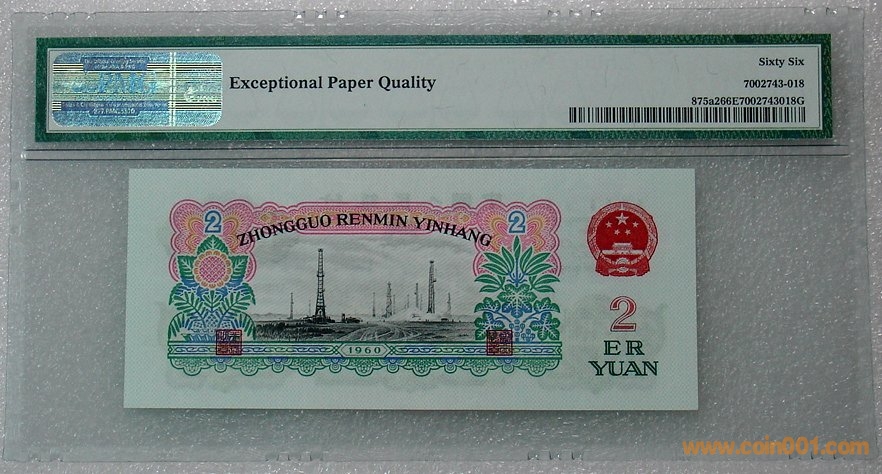 Exceptional Paper Quality
Sixty Six
7002743-018
875a266E7002743018G
2
2
ZHONGGUO RENMIN YINHANG
1960
2
ER
YUAN
www.coin001.com